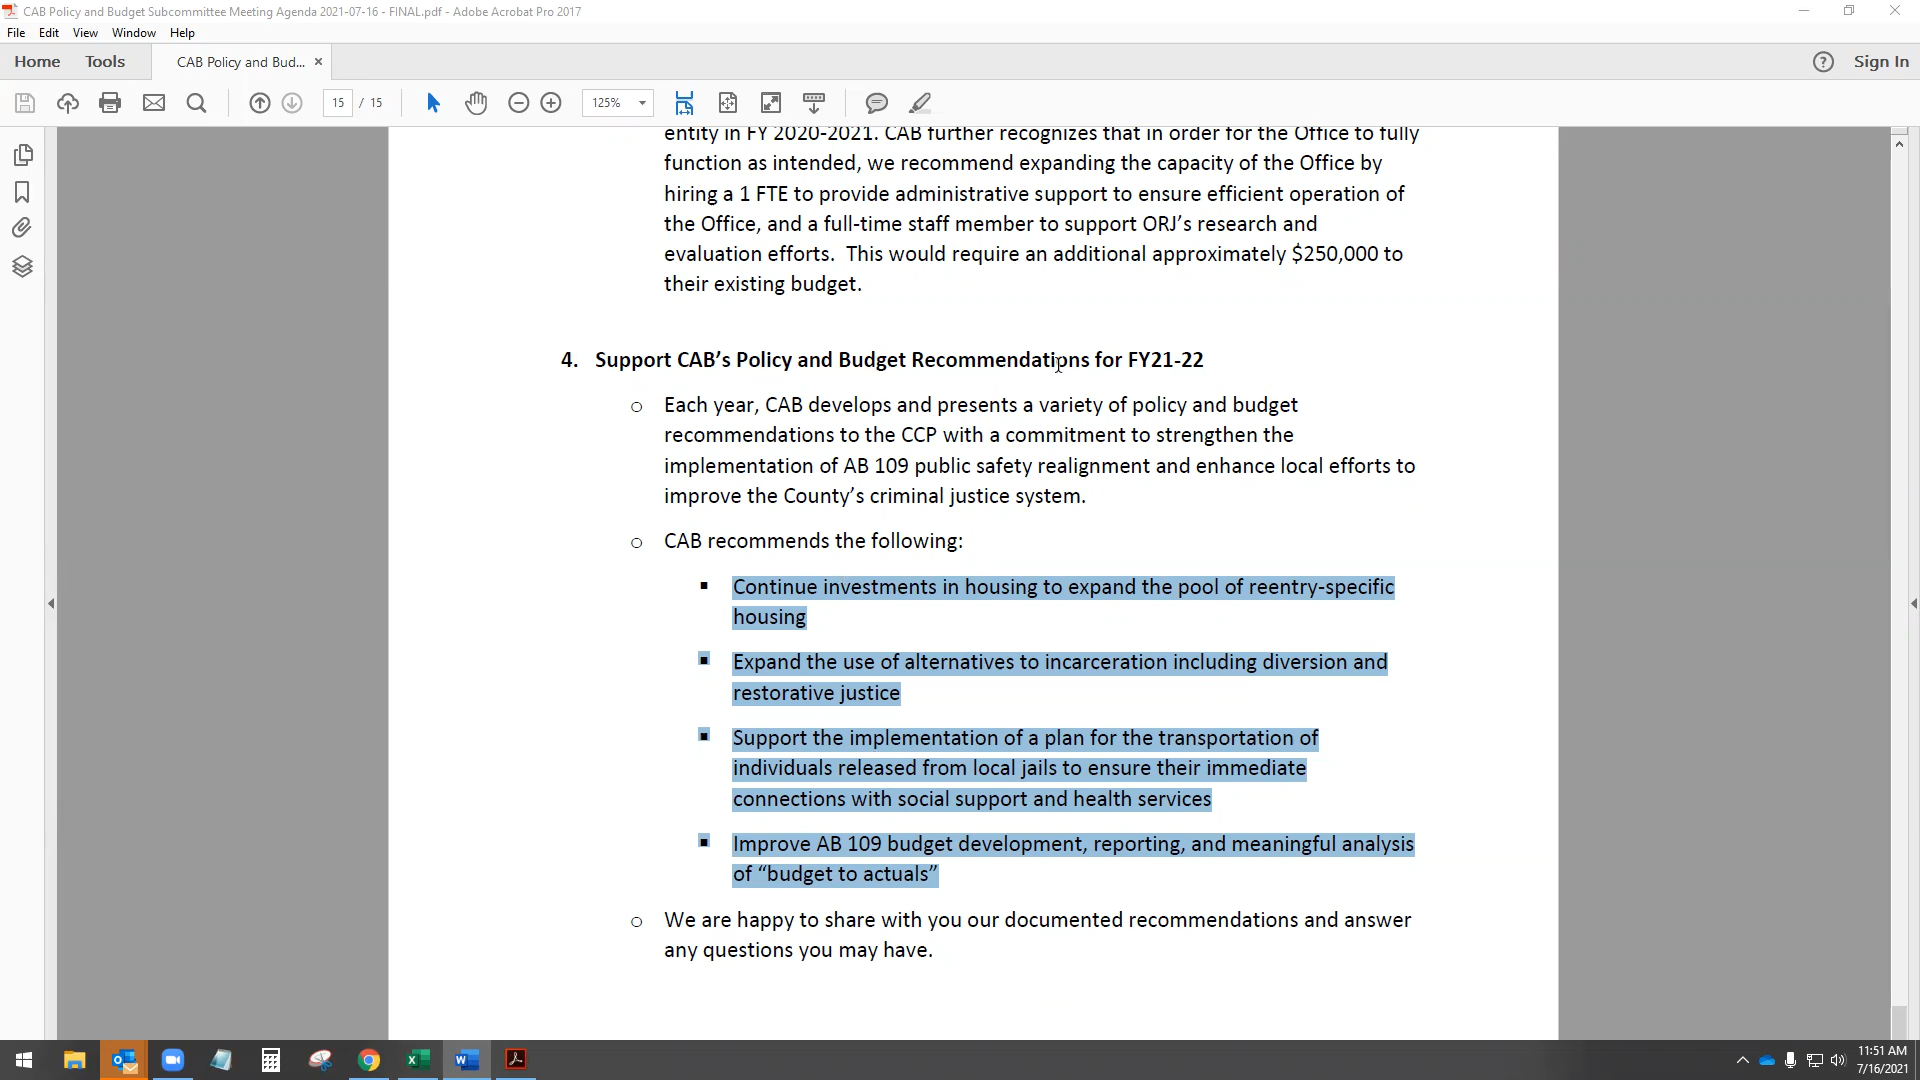 CAB Policy and Budget Subcommittee Meeting Agenda 2021-07-16 - FINAL.pdf - Adobe Acrobat Pro 2017
File Edit View Window Help
Home Tools CAB Policy and Bud... × Sign In
15 / 15 125%
entity in FY 2020-2021. CAB further recognizes that in order for the Office to fully
function as intended, we recommend expanding the capacity of the Office by
hiring a 1 FTE to provide administrative support to ensure efficient operation of
the Office, and a full-time staff member to support ORJ’s research and
evaluation efforts.  This would require an additional approximately $250,000 to
their existing budget.
4. Support CAB’s Policy and Budget Recommendations for FY21-22
o Each year, CAB develops and presents a variety of policy and budget
recommendations to the CCP with a commitment to strengthen the
implementation of AB 109 public safety realignment and enhance local efforts to
improve the County’s criminal justice system.
o CAB recommends the following:
▪ Continue investments in housing to expand the pool of reentry-specific
housing
▪ Expand the use of alternatives to incarceration including diversion and
restorative justice
▪ Support the implementation of a plan for the transportation of
individuals released from local jails to ensure their immediate
connections with social support and health services
▪ Improve AB 109 budget development, reporting, and meaningful analysis
of “budget to actuals”
o We are happy to share with you our documented recommendations and answer
any questions you may have.
11:51 AM
7/16/2021